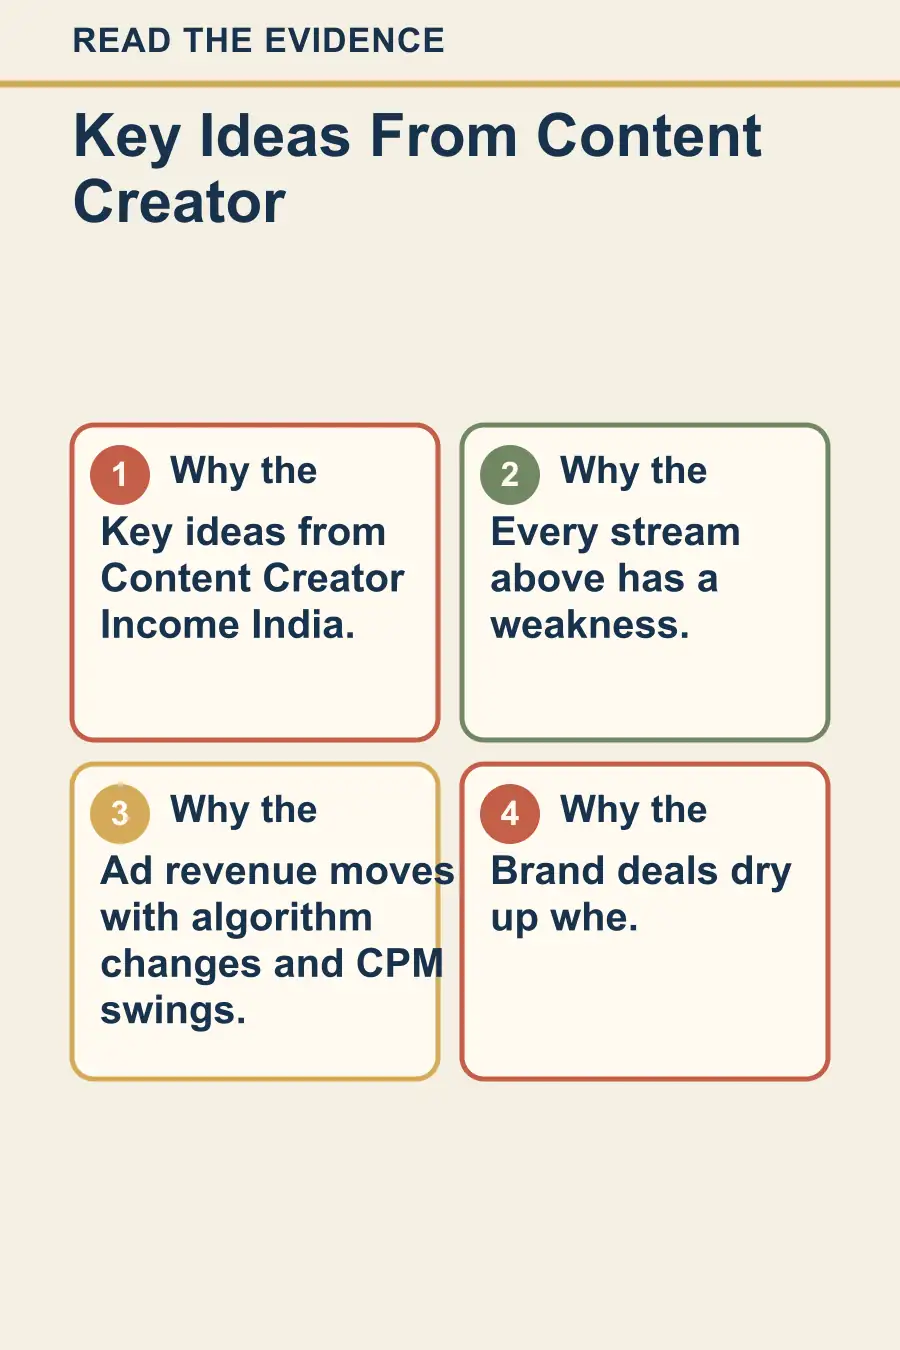 READ THE EVIDENCE
Key Ideas From Content
Creator
1 Why the
Key ideas from
Content Creator
Income India.
2 Why the
Every stream
above has a
weakness.
3 Why the
Ad revenue moves
with algorithm
changes and CPM
swings.
4 Why the
Brand deals dry
up whe.